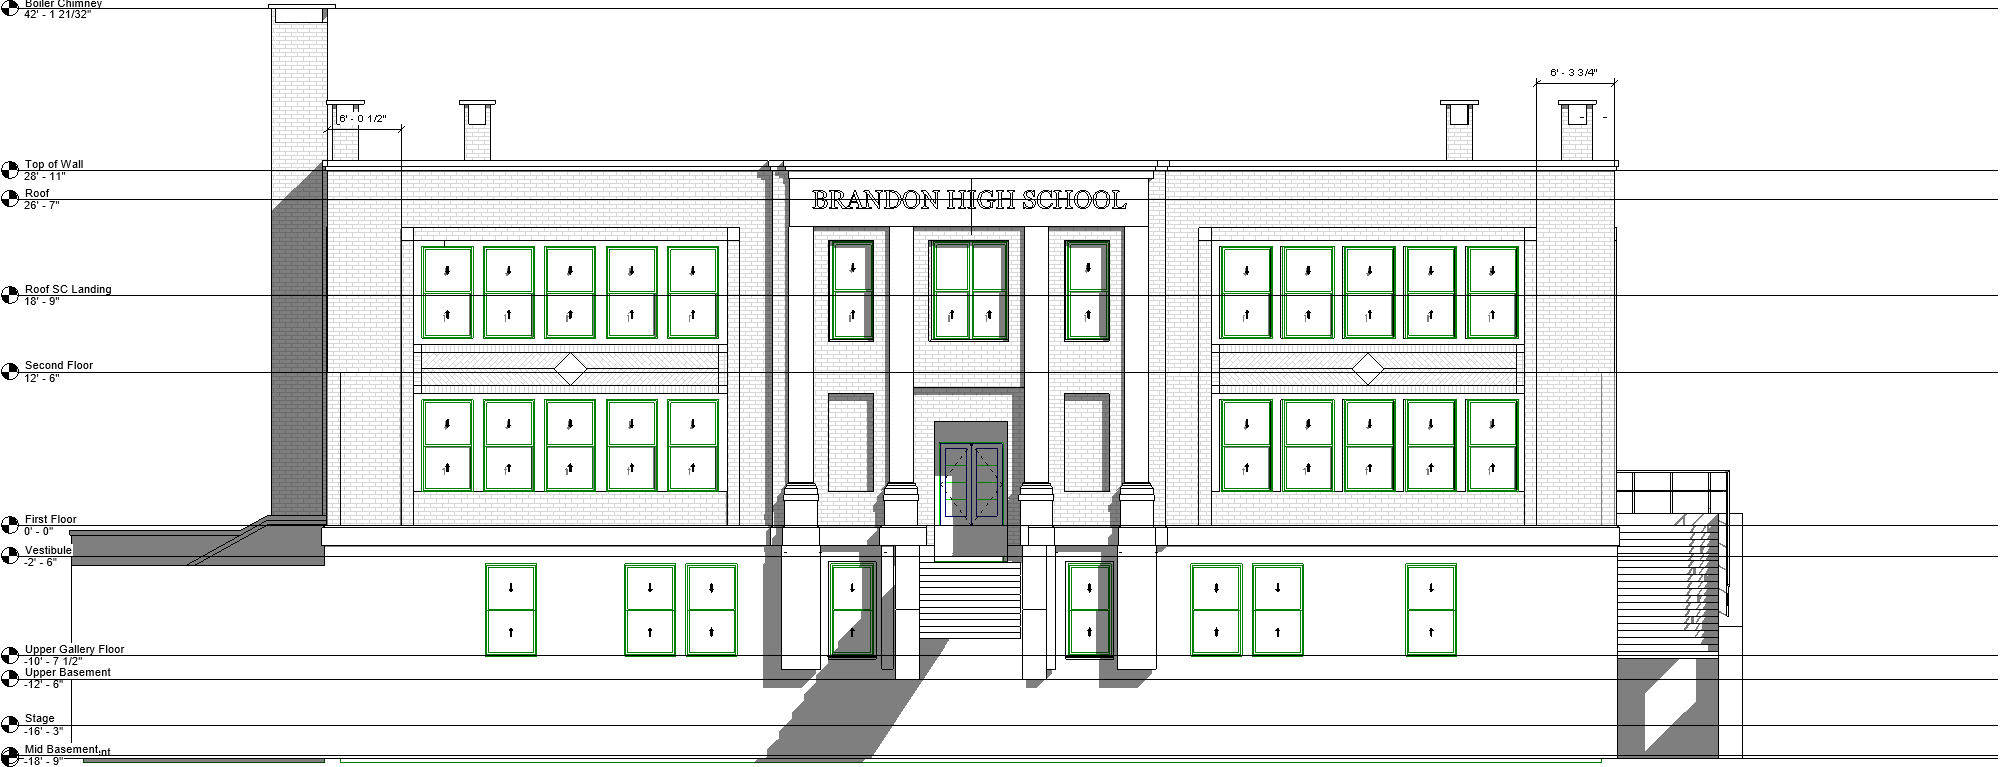 Boiler Chimney
42' - 1 21/32"
6' - 3 3/4"
6' - 0 1/2"
Top of Wall
28' - 11"
Roof
26' - 7"
BRANDON HIGH SCHOOL
Roof SC Landing
18' - 9"
Second Floor
12' - 6"
First Floor
0' - 0"
Vestibule
-2' - 6"
Upper Gallery Floor
-10' - 7 1/2"
Upper Basement
-12' - 6"
Stage
-16' - 3"
Mid Basement
-18' - 9"